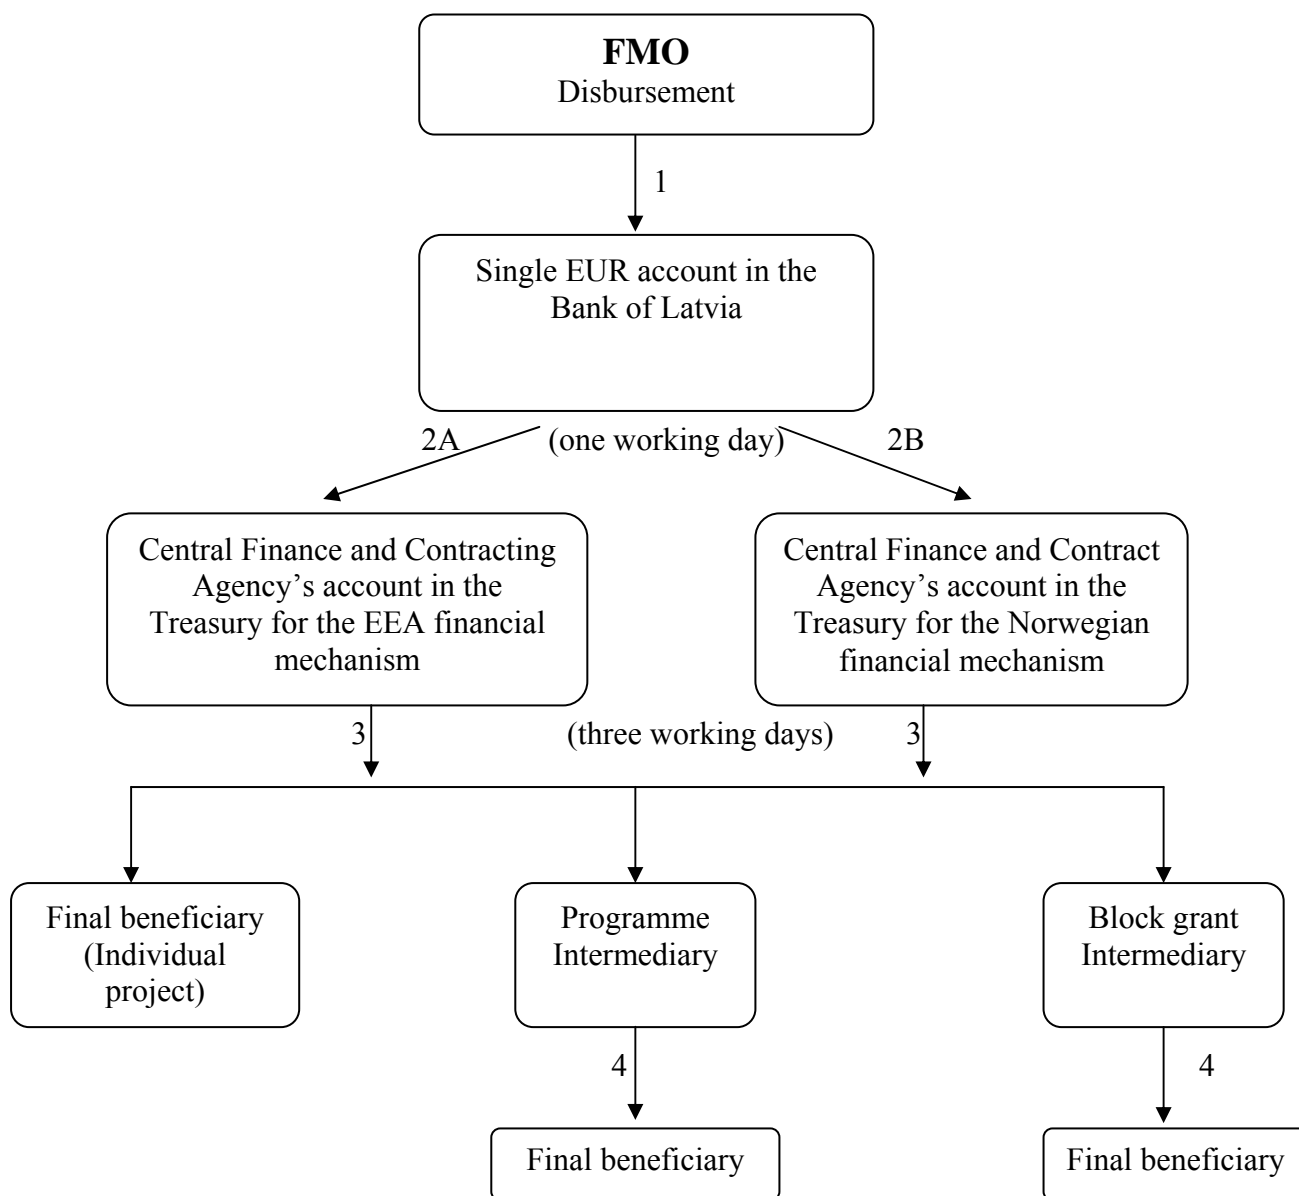 FMO
Disbursement
1
Single EUR account in the
Bank of Latvia
2A
(one working day)
2B
Central Finance and Contracting
Agency’s account in the
Treasury for the EEA financial
mechanism
Central Finance and Contract
Agency’s account in the
Treasury for the Norwegian
financial mechanism
3
(three working days)
3
Final beneficiary
(Individual
project)
Programme
Intermediary
Block grant
Intermediary
4
4
Final beneficiary
Final beneficiary